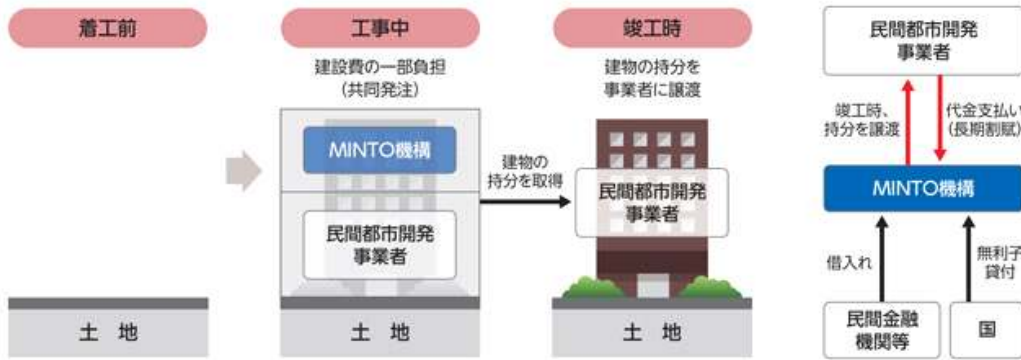 着工前
工事中
竣工時
建設費の一部負担
(共同発注)
建物の持分を
事業者に譲渡
MINTO機構
民間都市開発
事業者
建物の
持分を取得
民間都市開発
事業者
土 地
土 地
土 地
民間都市開発
事業者
竣工時、
持分を譲渡
代金支払い
(長期割賦)
MINTO機構
借入れ
無利子
貸付
民間金融
機関等
国